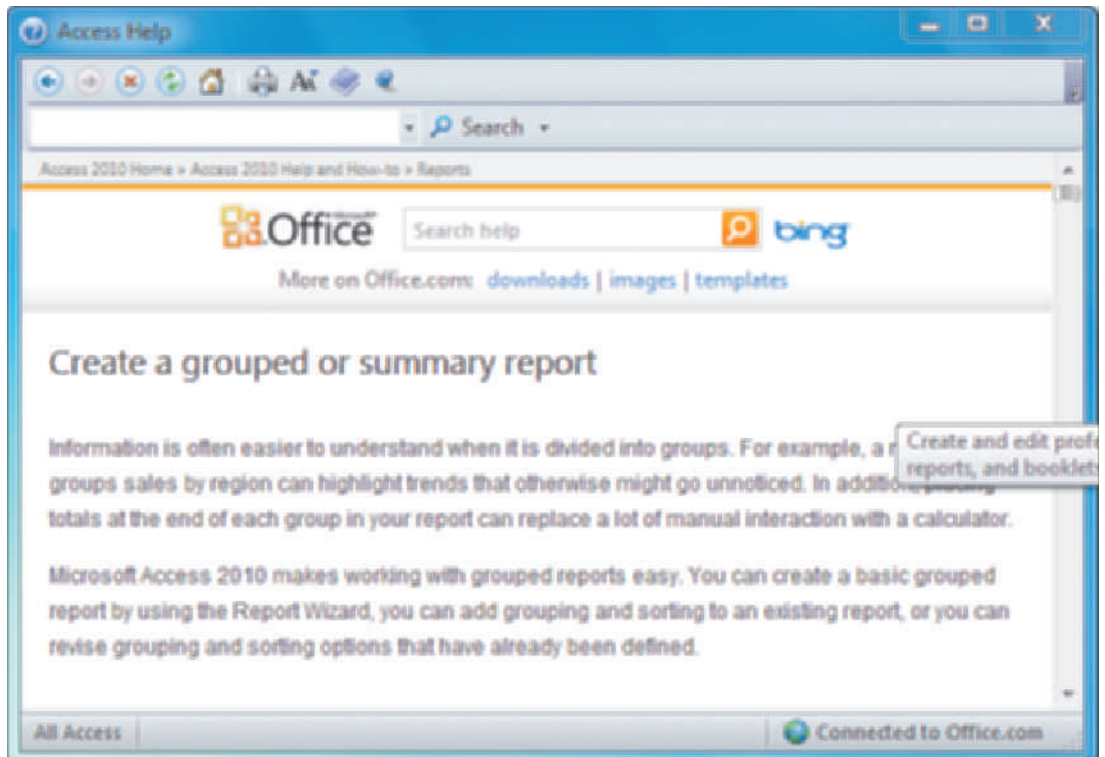 Access Help
Search
Access 2010 Home » Access 2010 Help and How-to » Reports
Microsoft
Office
Search help
bing
More on Office.com: downloads | images | templates
Create a grouped or summary report
Information is often easier to understand when it is divided into groups. For example, a r
groups sales by region can highlight trends that otherwise might go unnoticed. In addition, placing
totals at the end of each group in your report can replace a lot of manual interaction with a calculator.
Create and edit profe
reports, and booklets
Microsoft Access 2010 makes working with grouped reports easy. You can create a basic grouped
report by using the Report Wizard, you can add grouping and sorting to an existing report, or you can
revise grouping and sorting options that have already been defined.
All Access
Connected to Office.com